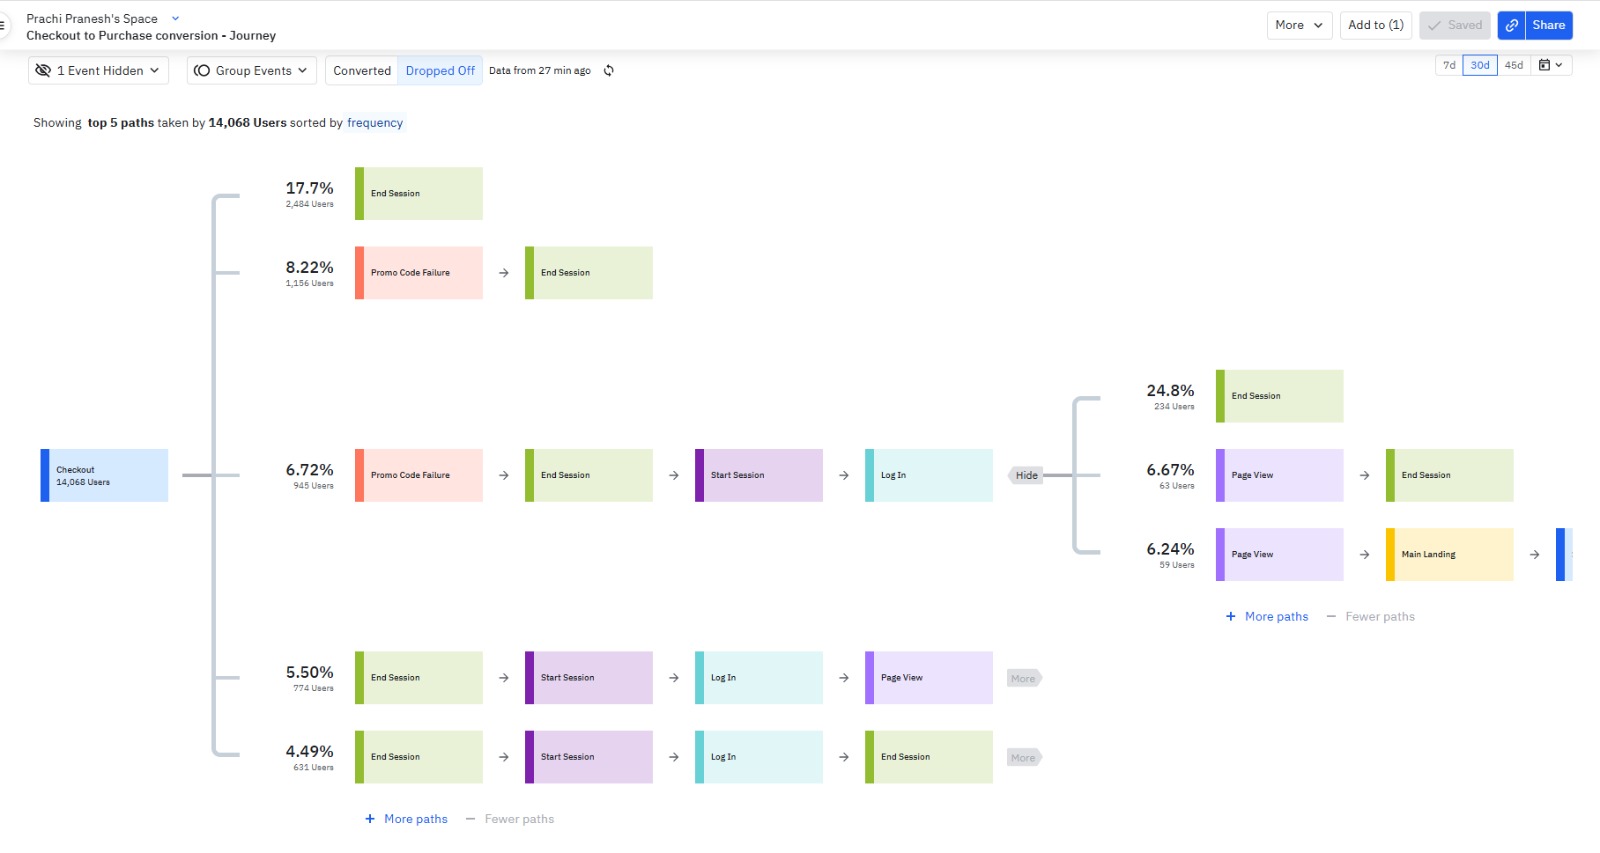 Prachi Pranesh's Space
Checkout to Purchase conversion - Journey
More
Add to (1)
Saved
Share
1 Event Hidden
Group Events
Converted
Dropped Off
Data from 27 min ago
7d
30d
45d
Showing top 5 paths taken by 14,068 Users sorted by frequency
17.7%
2,484 Users
End Session
8.22%
1,156 Users
Promo Code Failure
End Session
Checkout
14,068 Users
6.72%
945 Users
Promo Code Failure
End Session
Start Session
Log In
Hide
24.8%
234 Users
End Session
6.67%
63 Users
Page View
End Session
6.24%
59 Users
Page View
Main Landing
+ More paths
− Fewer paths
5.50%
774 Users
End Session
Start Session
Log In
Page View
More
4.49%
631 Users
End Session
Start Session
Log In
End Session
More
+ More paths
− Fewer paths